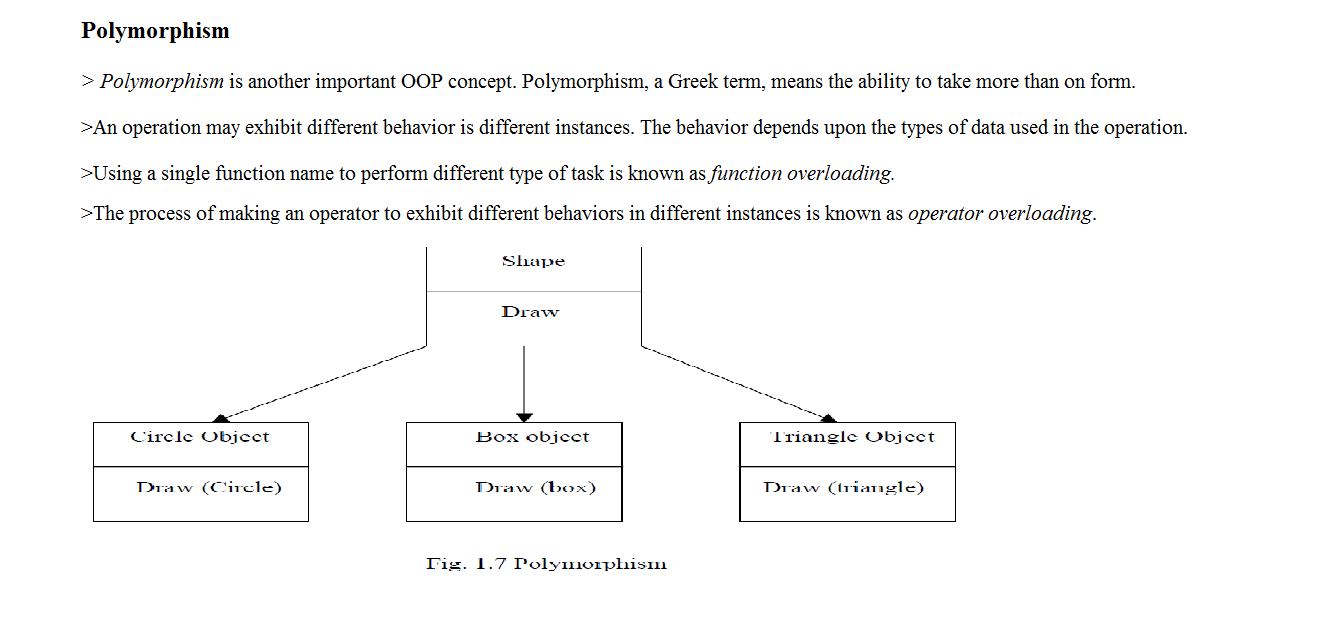 Polymorphism
> Polymorphism is another important OOP concept. Polymorphism, a Greek term, means the ability to take more than on form.
>An operation may exhibit different behavior is different instances. The behavior depends upon the types of data used in the operation.
>Using a single function name to perform different type of task is known as function overloading.
>The process of making an operator to exhibit different behaviors in different instances is known as operator overloading.
Shape
Draw
Circle Object
Box object
Triangle Object
Draw (Circle)
Draw (box)
Draw (triangle)
Fig. 1.7 Polymorphism